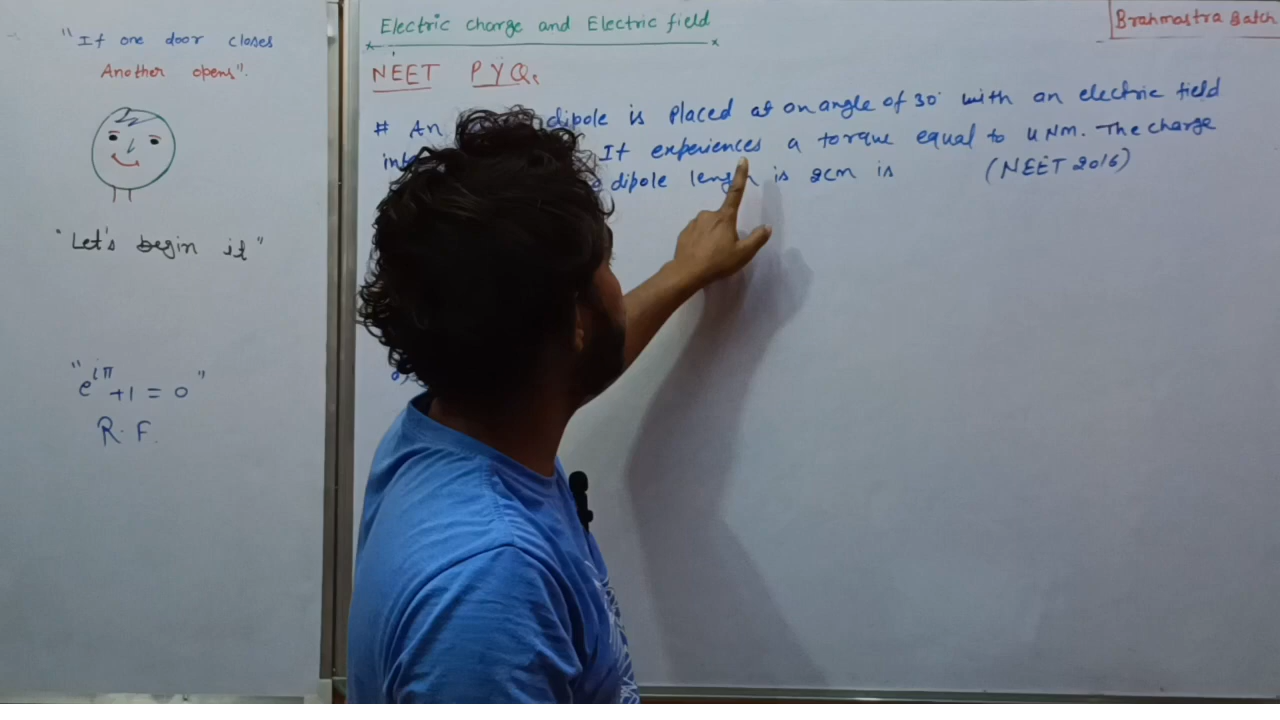 "If one door closes
Another opens".
"Let's begin it"
"e^iπ +1 = 0"
R. F.
Electric charge and Electric field
Brahmastra Batch
NEET PYQs
# An dipole is placed at an angle of 30° with an electric field
It experiences a torque equal to 4 Nm. The charge
dipole length is 2cm is (NEET 2016)